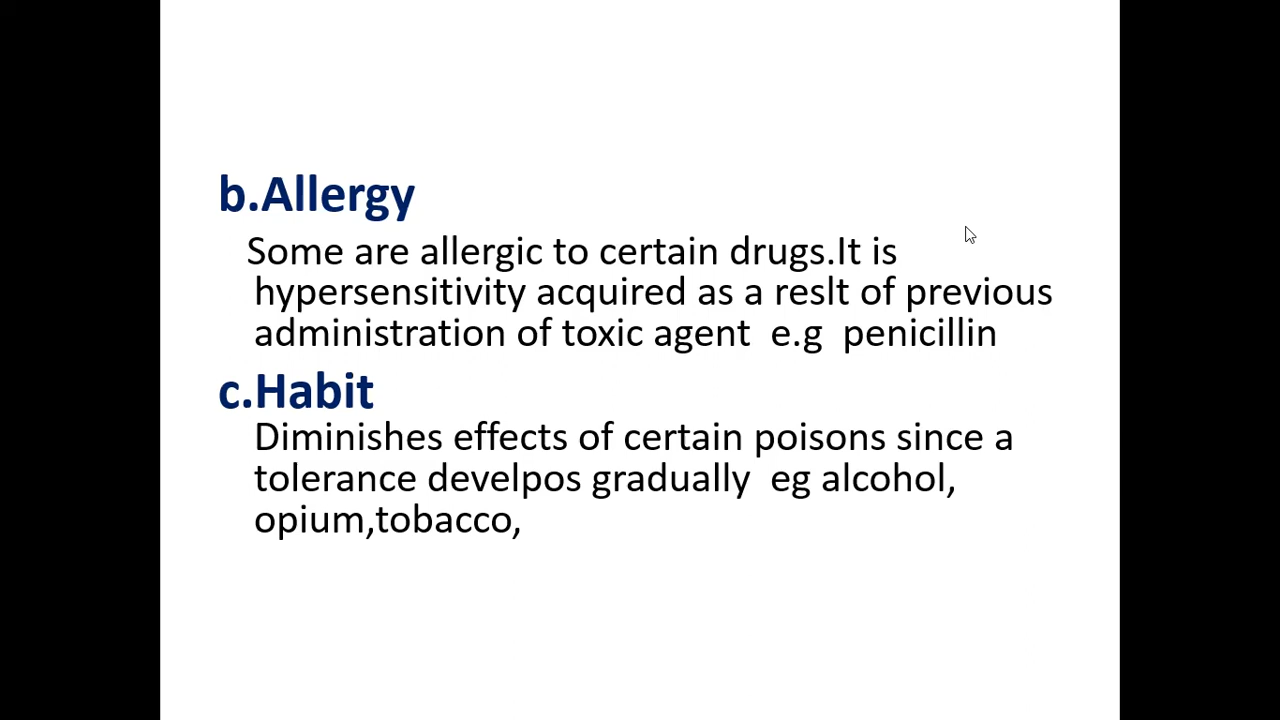 b.Allergy
Some are allergic to certain drugs.It is
hypersensitivity acquired as a reslt of previous
administration of toxic agent  e.g  penicillin
c.Habit
Diminishes effects of certain poisons since a
tolerance develpos gradually  eg alcohol,
opium,tobacco,